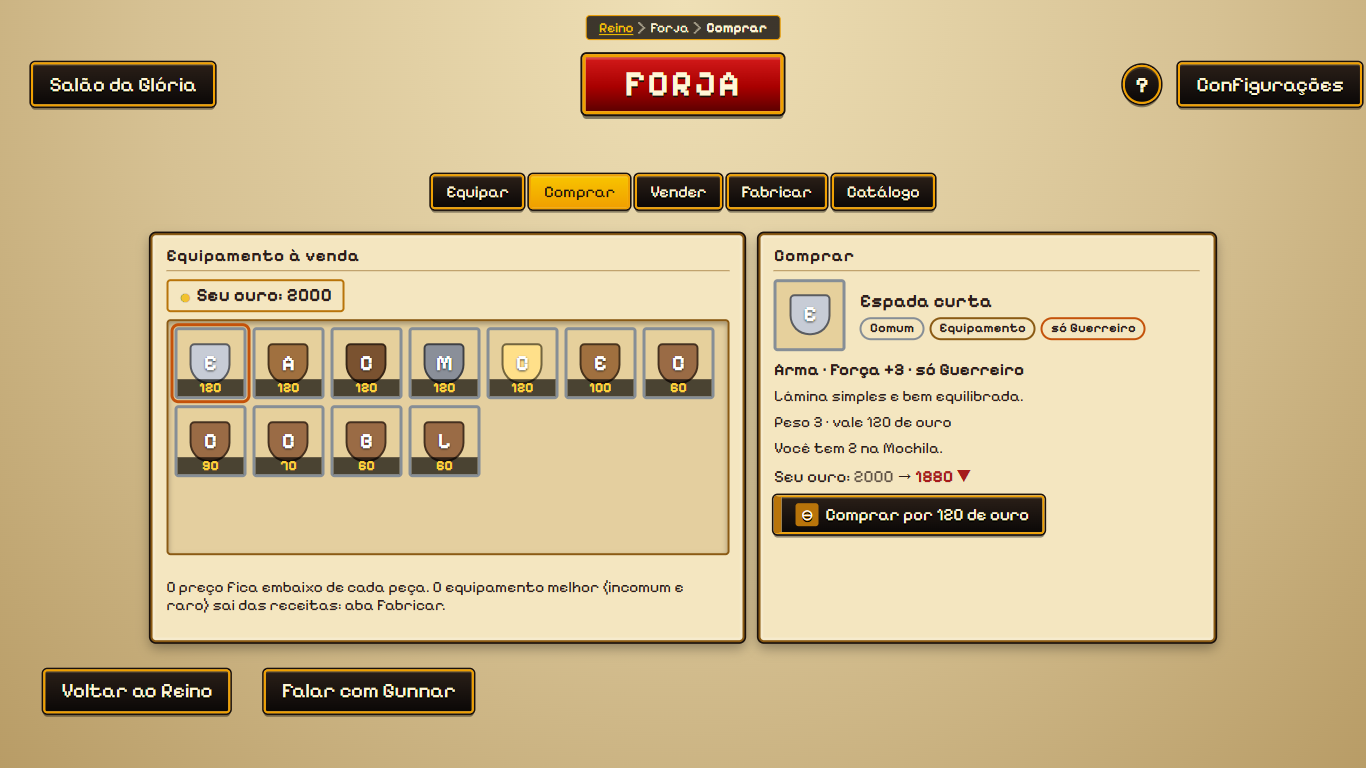 Reino > Forja > Comprar
Salão da Glória
FORJA
?
Configurações
Equipar
Comprar
Vender
Fabricar
Catálogo
Equipamento à venda
Seu ouro: 2000
E A O M O E O
120 120 120 120 120 100 60
O O B L
90 70 60 60
O preço fica embaixo de cada peça. O equipamento melhor (incomum e
raro) sai das receitas: aba Fabricar.
Comprar
E
Espada curta
Comum
Equipamento
só Guerreiro
Arma · Força +3 · só Guerreiro
Lâmina simples e bem equilibrada.
Peso 3 · vale 120 de ouro
Você tem 2 na Mochila.
Seu ouro: 2000 → 1880 ▼
Comprar por 120 de ouro
Voltar ao Reino
Falar com Gunnar